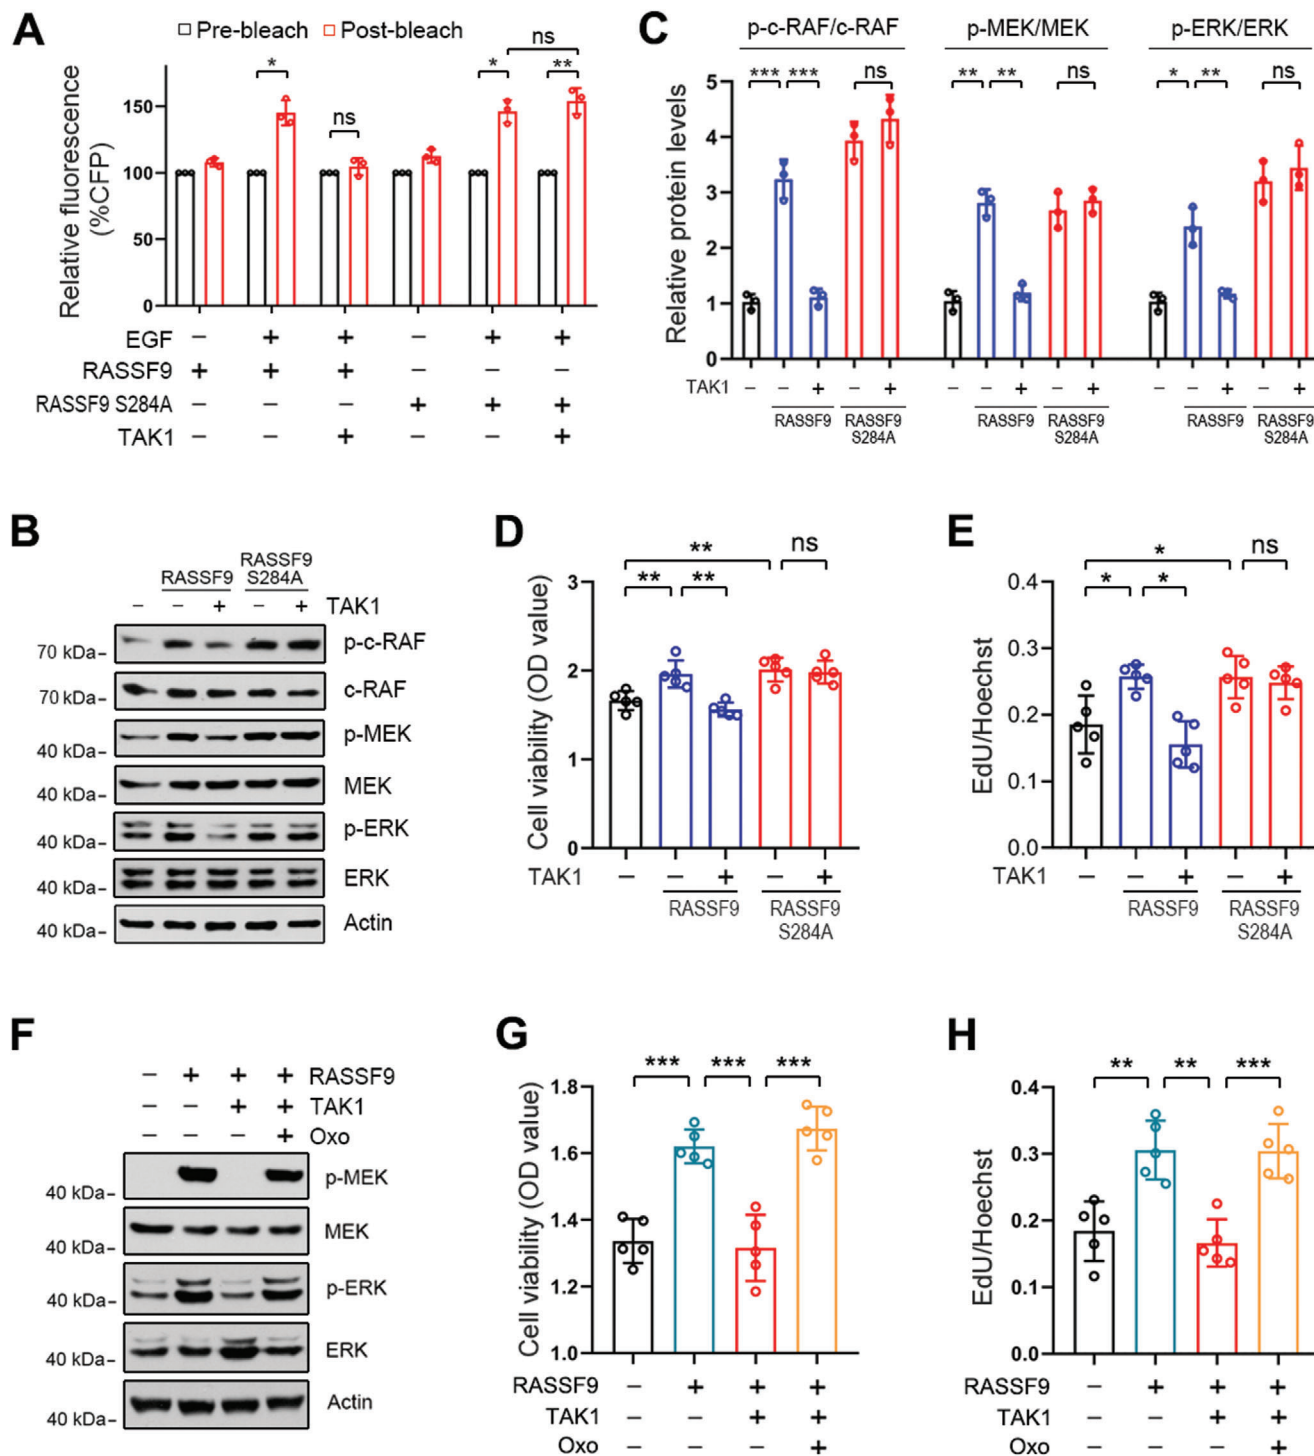 A
Pre-bleach Post-bleach
ns
* ns * **
Relative fluorescence
(%CFP)
150
100
50
0
EGF – + + – + +
RASSF9 + + + – – –
RASSF9 S284A – – – + + +
TAK1 – – + – – +
C
p-c-RAF/c-RAF p-MEK/MEK p-ERK/ERK
*** *** ns ** ** ns * ** ns
Relative protein levels
5
4
3
2
1
0
TAK1 – – + – + – – + – + – – + – +
RASSF9 RASSF9 RASSF9 RASSF9 RASSF9 RASSF9
S284A S284A S284A
B
RASSF9 RASSF9
S284A
– – + – + TAK1
70 kDa– p-c-RAF
70 kDa– c-RAF
40 kDa– p-MEK
40 kDa– MEK
40 kDa– p-ERK
40 kDa– ERK
40 kDa– Actin
D
** ns
** **
Cell viability (OD value)
3
2
1
0
TAK1 – – + – +
RASSF9 RASSF9
S284A
E
* ns
* *
EdU/Hoechst
0.4
0.3
0.2
0.1
0.0
TAK1 – – + – +
RASSF9 RASSF9
S284A
F
– + + + RASSF9
– – + + TAK1
– – – + Oxo
40 kDa– p-MEK
40 kDa– MEK
40 kDa– p-ERK
40 kDa– ERK
40 kDa– Actin
G
*** *** ***
Cell viability (OD value)
1.8
1.6
1.4
1.2
1.0
RASSF9 – + + +
TAK1 – – + +
Oxo – – – +
H
** ** ***
EdU/Hoechst
0.4
0.3
0.2
0.1
0.0
RASSF9 – + + +
TAK1 – – + +
Oxo – – – +